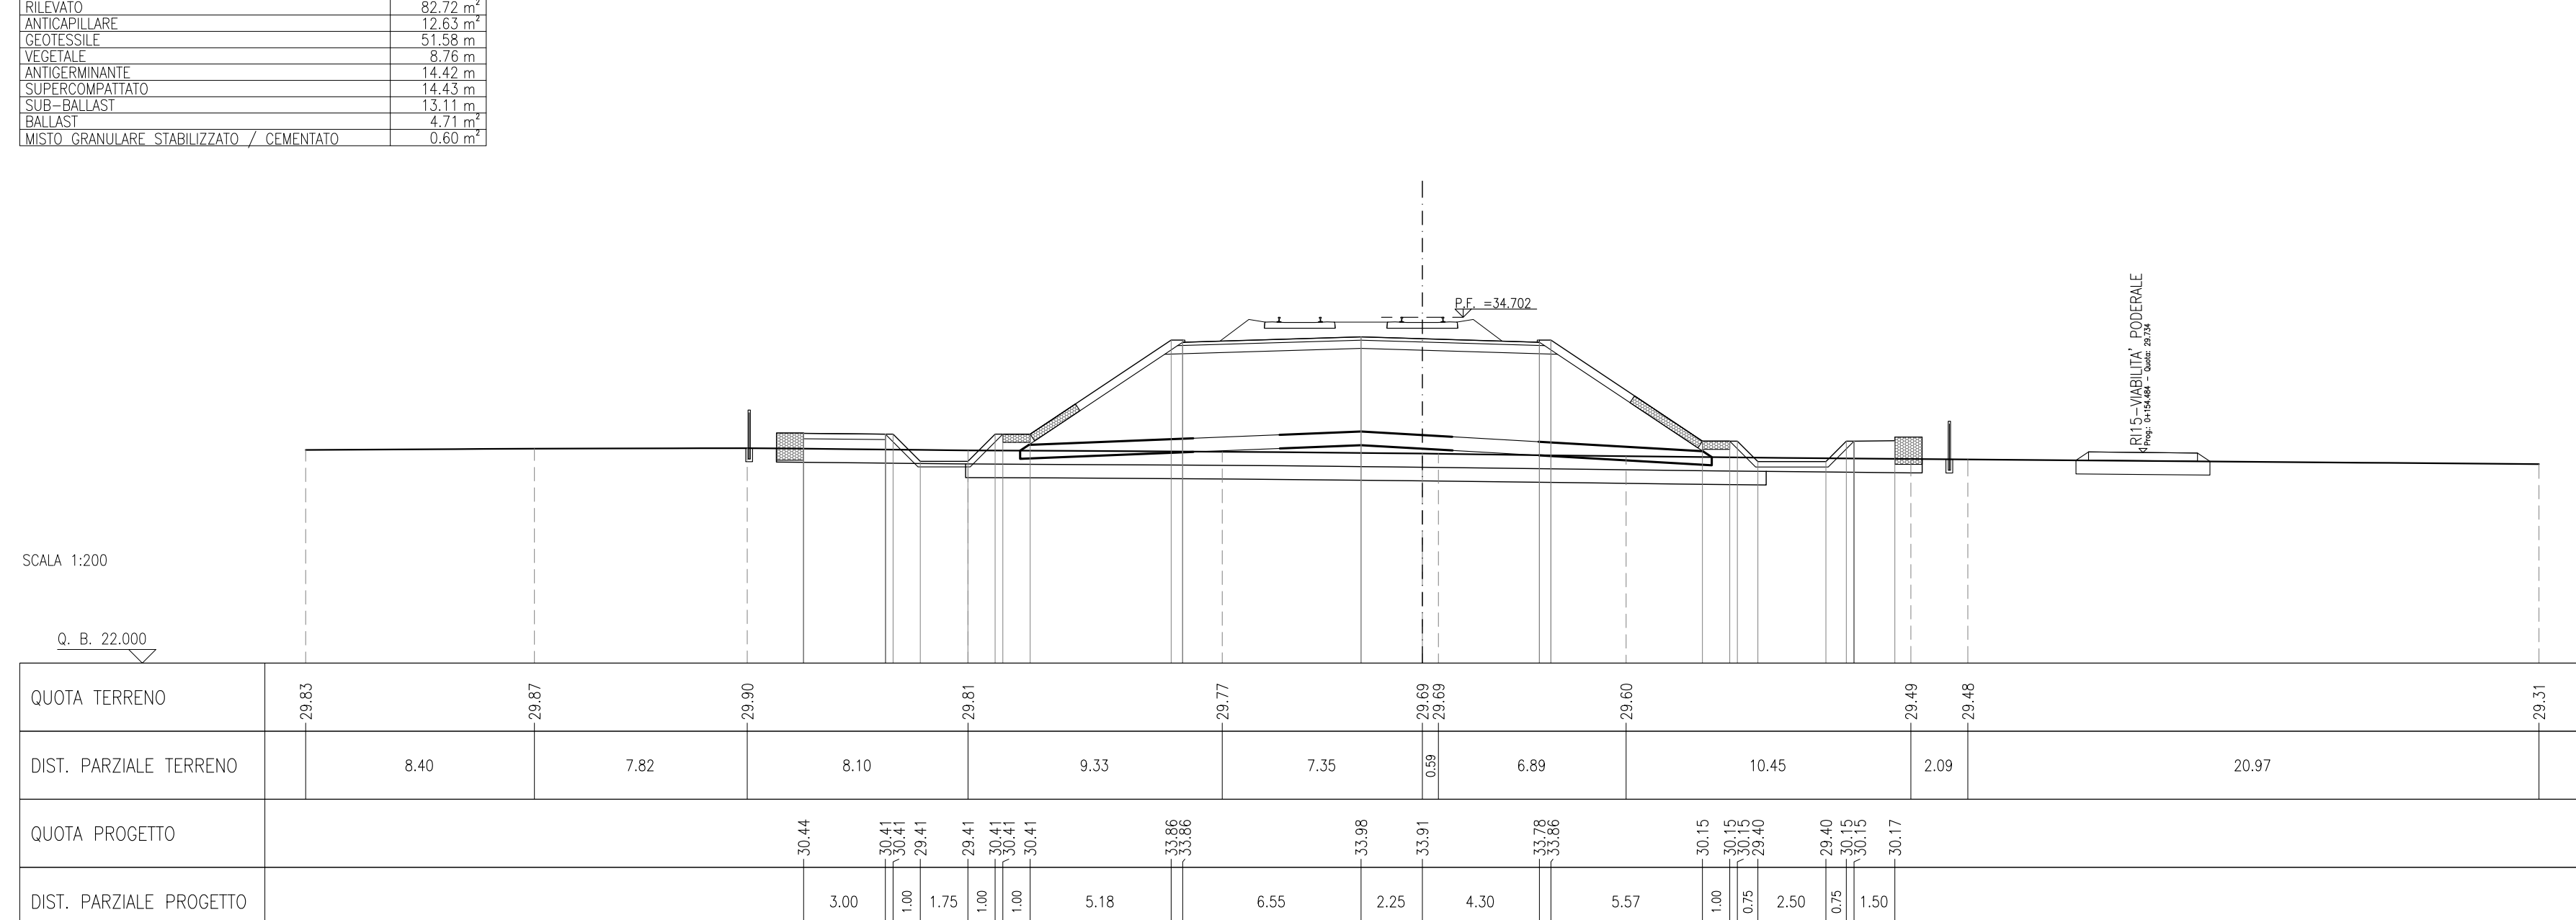 RILEVATO 82.72 m²
ANTICAPILLARE 12.63 m²
GEOTESSILE 51.58 m
VEGETALE 8.76 m
ANTIGERMINANTE 14.42 m
SUPERCOMPATTATO 14.43 m
SUB-BALLAST 13.11 m
BALLAST 4.71 m²
MISTO GRANULARE STABILIZZATO / CEMENTATO 0.60 m²
P.F. =34.702
RI15-VIABILITA' PODERALE
Prog.: 0+154.484 - Quota: 29.734
SCALA 1:200
Q. B. 22.000
QUOTA TERRENO 29.83 29.87 29.90 29.81 29.77 29.69 29.69 29.60 29.49 29.48 29.31
DIST. PARZIALE TERRENO 8.40 7.82 8.10 9.33 7.35 0.59 6.89 10.45 2.09 20.97
QUOTA PROGETTO 30.44 30.41 30.41 29.41 29.41 30.41 30.41 30.41 33.86 33.86 33.98 33.91 33.78 33.86 30.15 30.15 30.15 29.40 29.40 30.15 30.15 30.17
DIST. PARZIALE PROGETTO 3.00 1.00 1.75 1.00 1.00 5.18 6.55 2.25 4.30 5.57 1.00 0.75 2.50 0.75 1.50